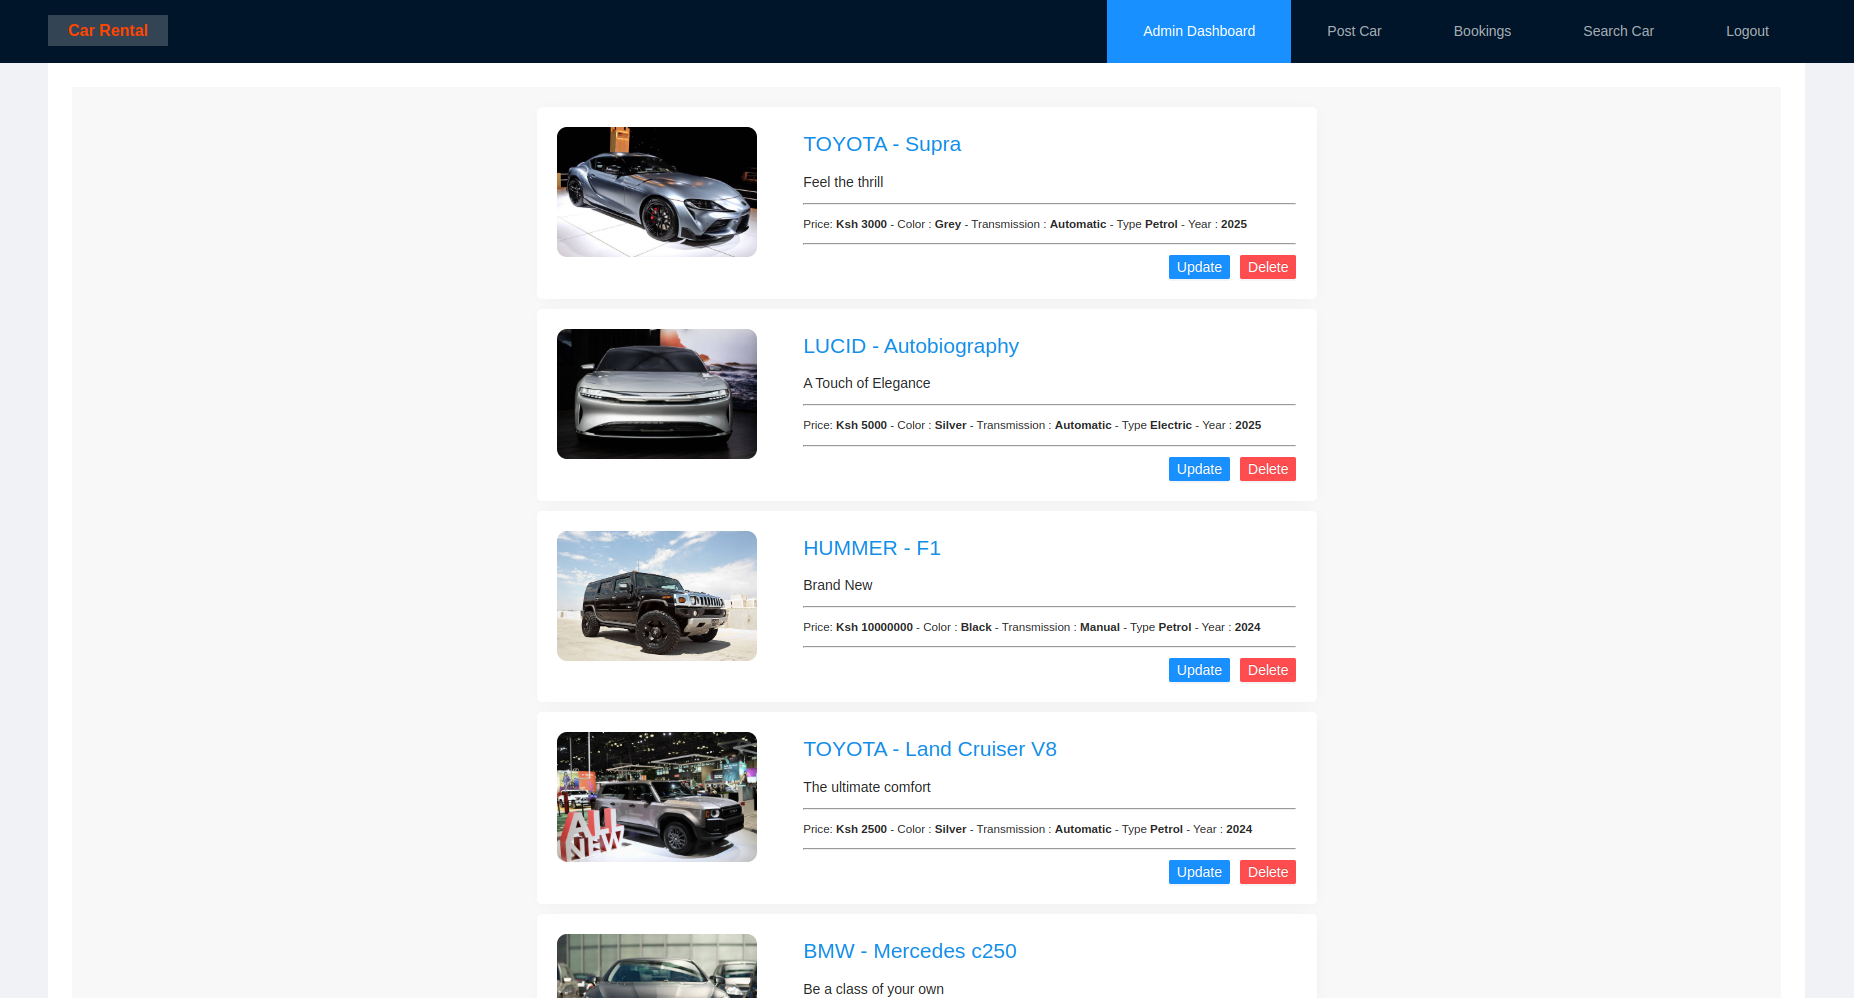 Car Rental
Admin Dashboard
Post Car
Bookings
Search Car
Logout
TOYOTA - Supra
Feel the thrill
Price: Ksh 3000 - Color : Grey - Transmission : Automatic - Type Petrol - Year : 2025
Update
Delete
LUCID - Autobiography
A Touch of Elegance
Price: Ksh 5000 - Color : Silver - Transmission : Automatic - Type Electric - Year : 2025
Update
Delete
HUMMER - F1
Brand New
Price: Ksh 10000000 - Color : Black - Transmission : Manual - Type Petrol - Year : 2024
Update
Delete
ALL
NEW
TOYOTA - Land Cruiser V8
The ultimate comfort
Price: Ksh 2500 - Color : Silver - Transmission : Automatic - Type Petrol - Year : 2024
Update
Delete
BMW - Mercedes c250
Be a class of your own